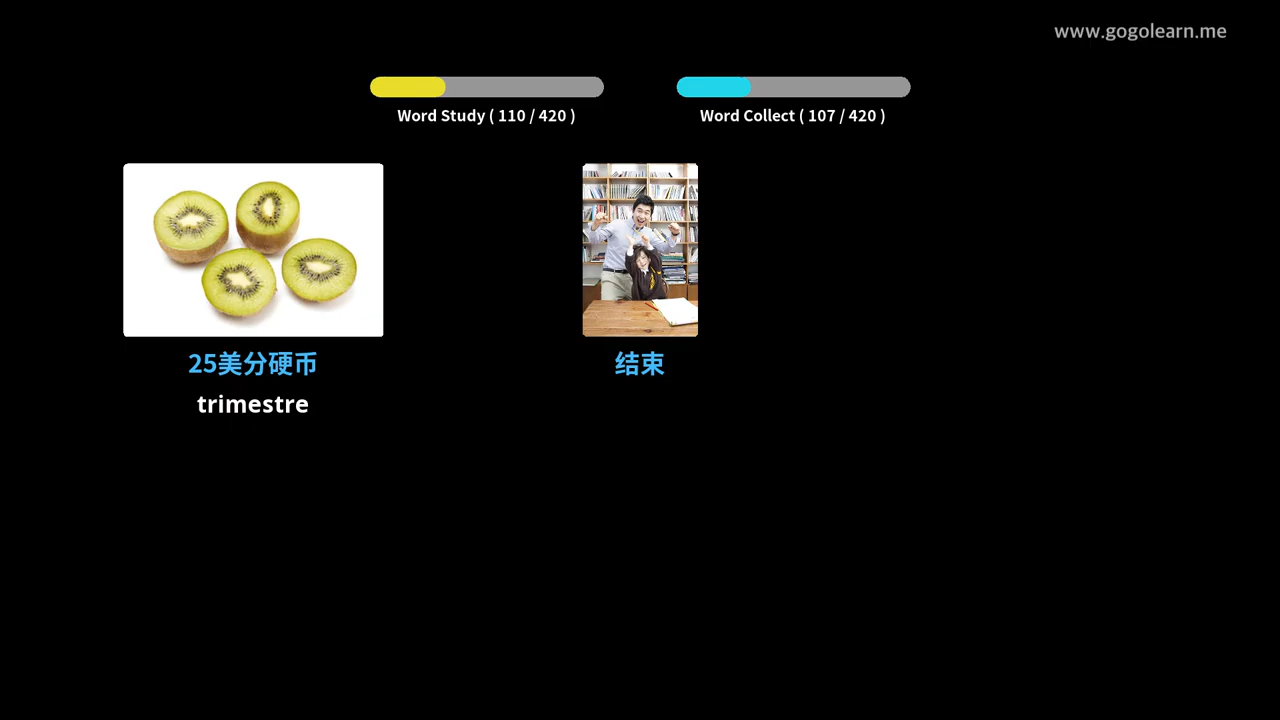 www.gogolearn.me
Word Study ( 110 / 420 )
Word Collect ( 107 / 420 )
25美分硬币
结束
trimestre